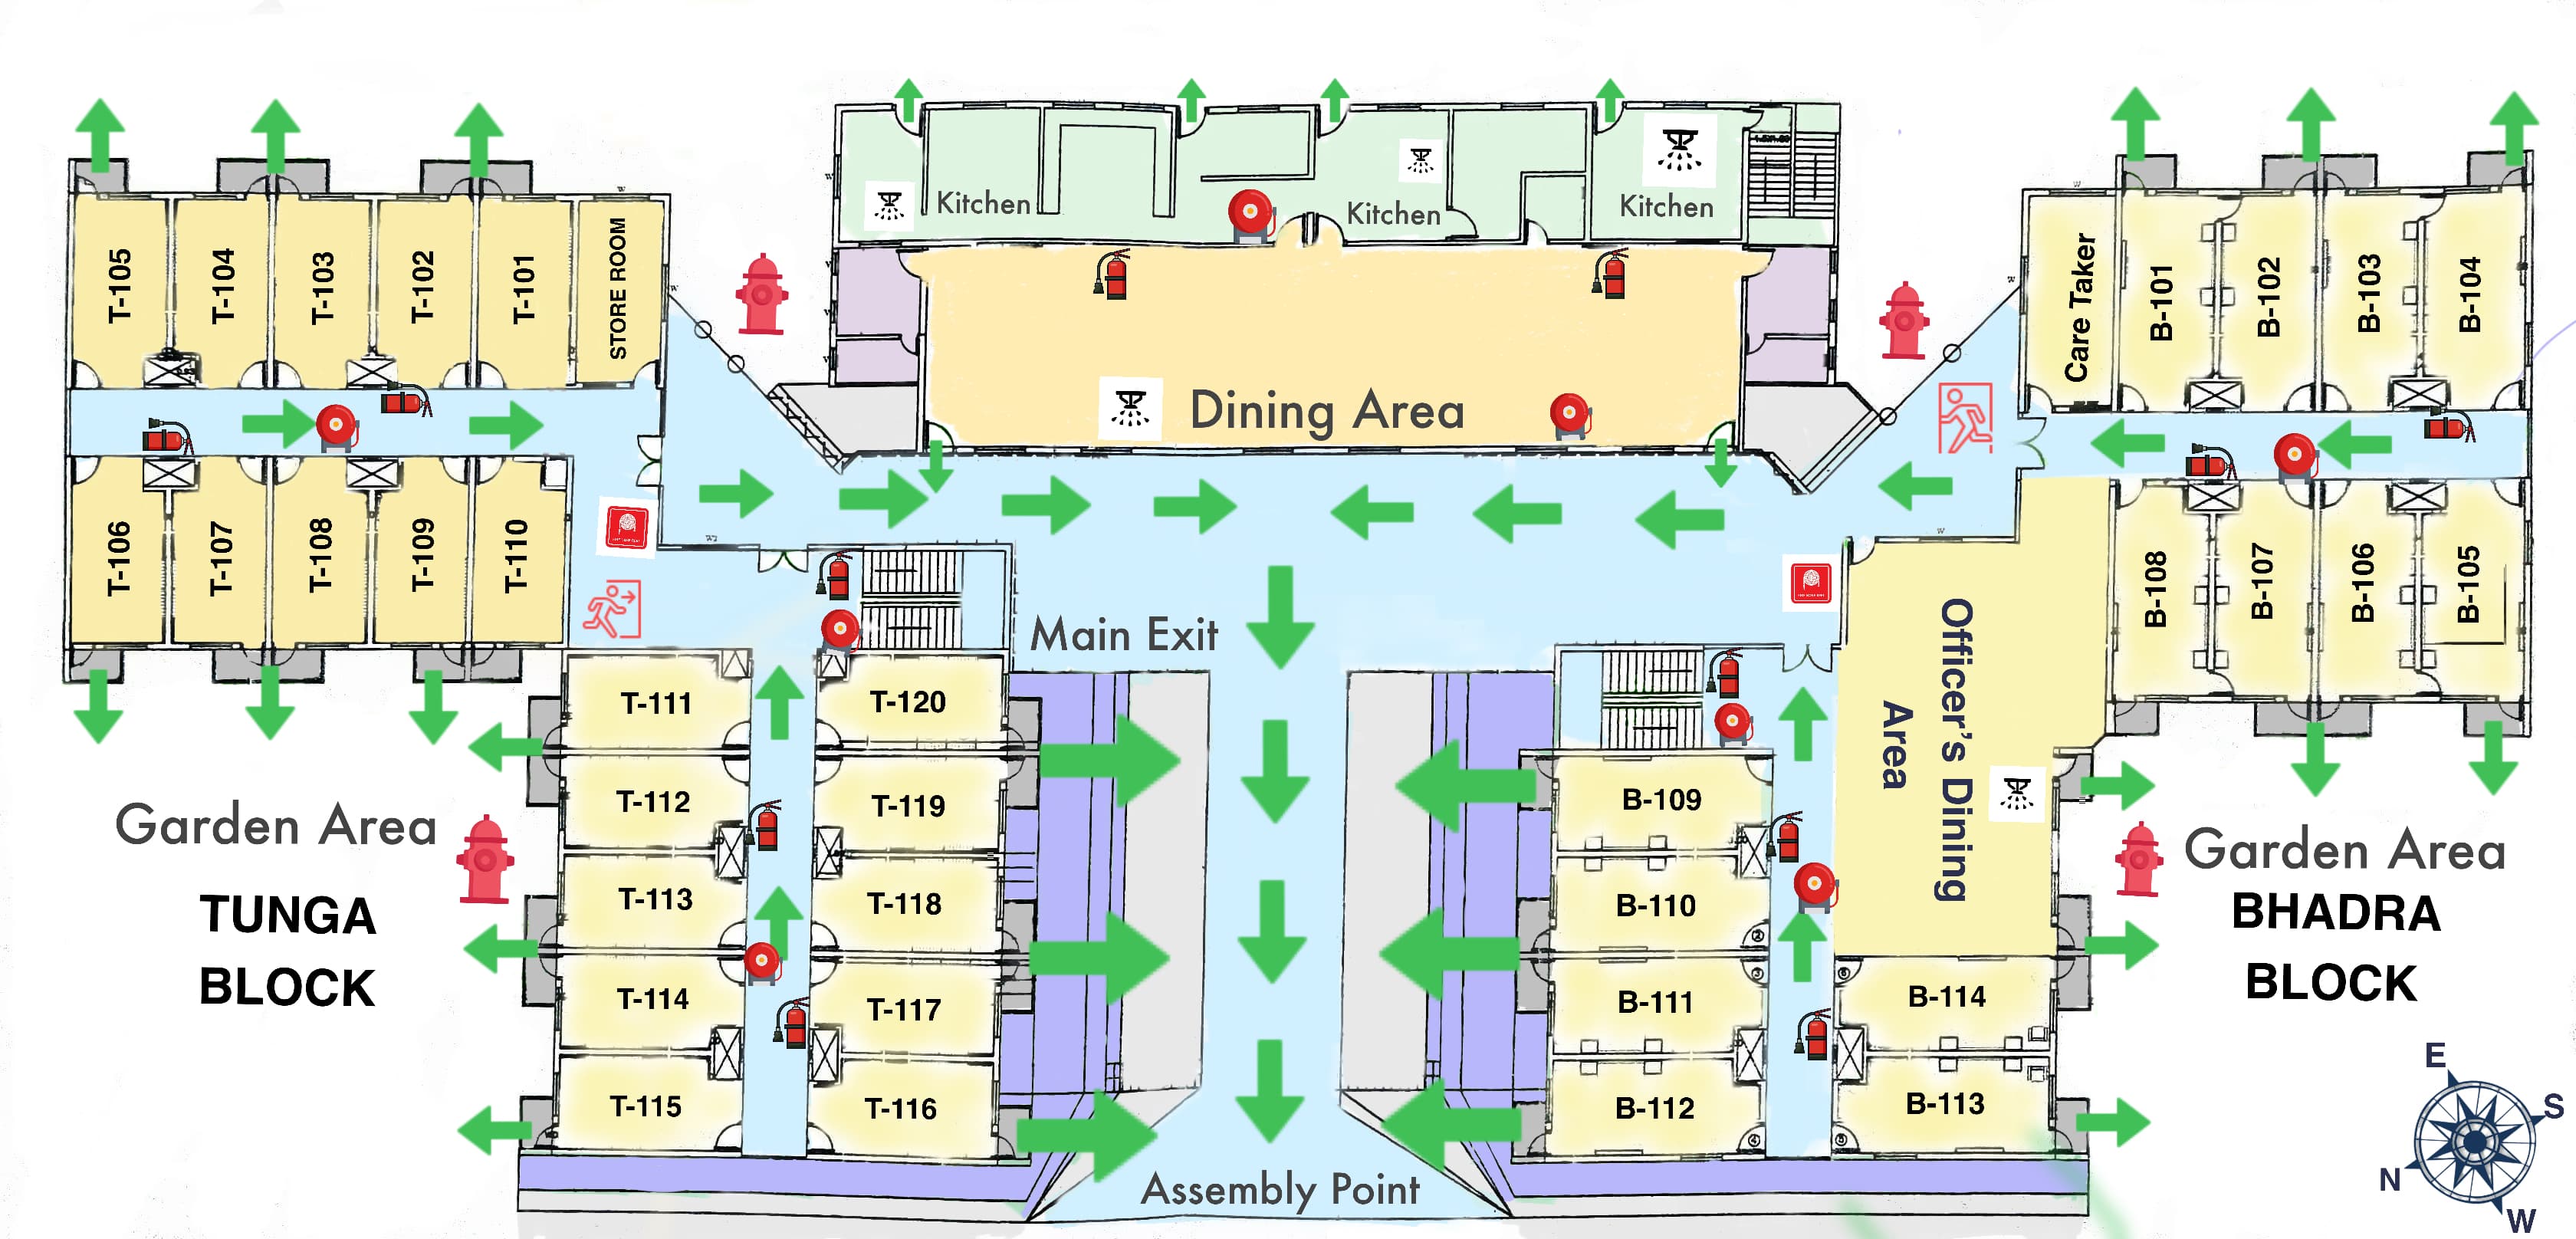 Kitchen
Kitchen
Kitchen
T-105
T-104
T-103
T-102
T-101
STORE ROOM
Dining Area
Care Taker
B-101
B-102
B-103
B-104
T-106
T-107
T-108
T-109
T-110
Main Exit
Officer's Dining
Area
B-108
B-107
B-106
B-105
T-111
T-120
T-112
T-119
T-113
T-118
T-114
T-117
T-115
T-116
B-109
B-110
B-111
B-114
B-112
B-113
Garden Area
TUNGA
BLOCK
Garden Area
BHADRA
BLOCK
Assembly Point
E
S
N
W